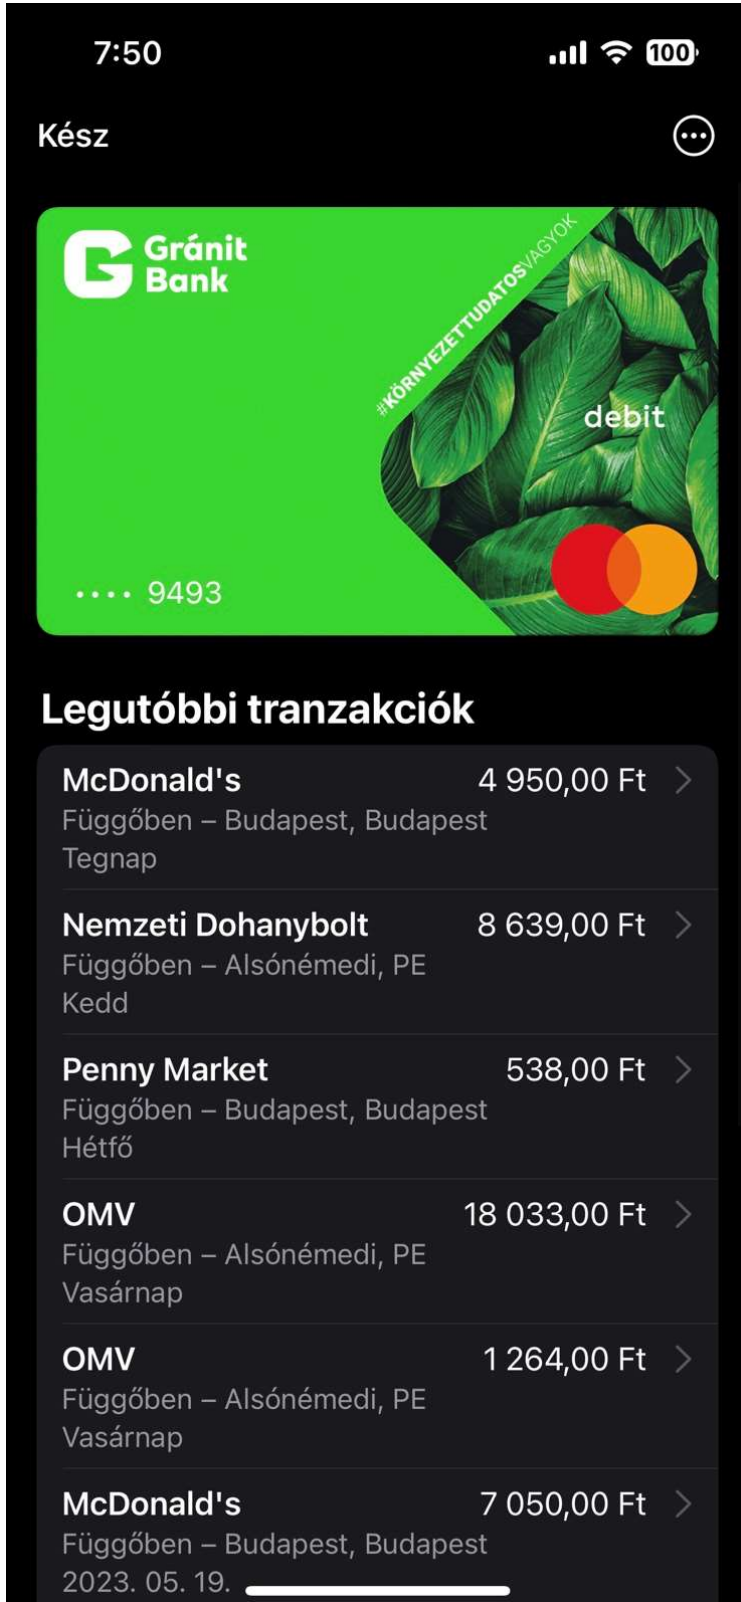 7:50
100
Kész
Gránit
Bank
#KÖRNYEZETTUDATOSVAGYOK
debit
•••• 9493
Legutóbbi tranzakciók
McDonald's 4 950,00 Ft
Függőben – Budapest, Budapest
Tegnap
Nemzeti Dohanybolt 8 639,00 Ft
Függőben – Alsónémedi, PE
Kedd
Penny Market 538,00 Ft
Függőben – Budapest, Budapest
Hétfő
OMV 18 033,00 Ft
Függőben – Alsónémedi, PE
Vasárnap
OMV 1 264,00 Ft
Függőben – Alsónémedi, PE
Vasárnap
McDonald's 7 050,00 Ft
Függőben – Budapest, Budapest
2023. 05. 19.